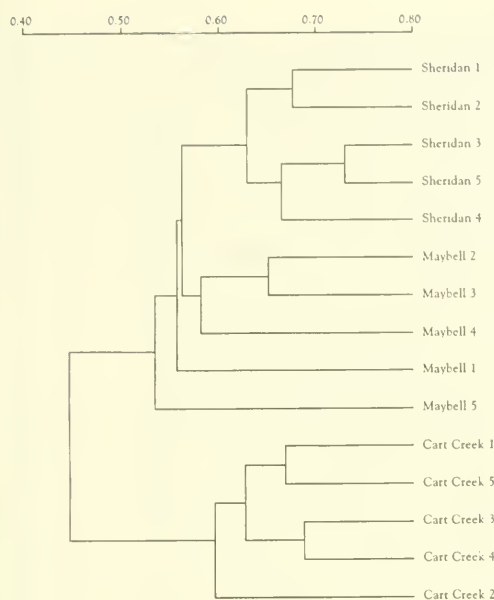 0.40 0.50 0.60 0.70 0.80
Sheridan 1
Sheridan 2
Sheridan 3
Sheridan 5
Sheridan 4
Maybell 2
Maybell 3
Maybell 4
Maybell 1
Maybell 5
Cart Creek 1
Cart Creek 5
Cart Creek 3
Cart Creek 4
Cart Creek 2